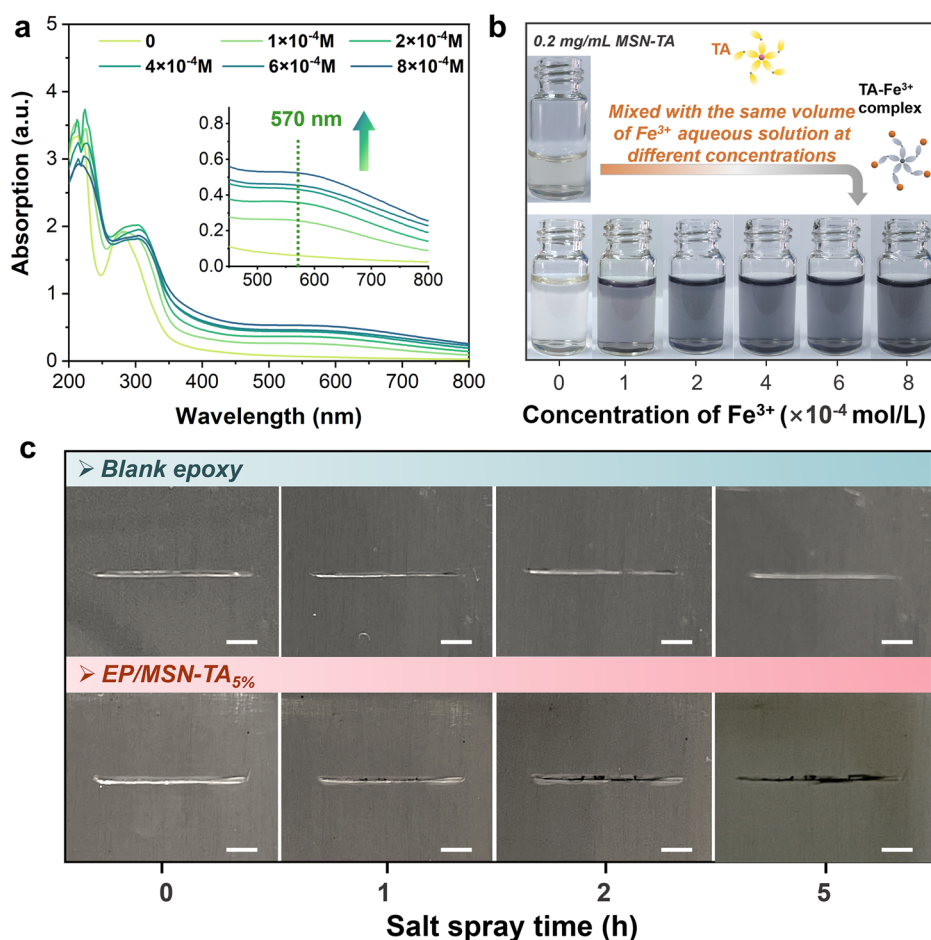 a
0
1×10⁻⁴M
2×10⁻⁴M
4×10⁻⁴M
6×10⁻⁴M
8×10⁻⁴M
Absorption (a.u.)
5
4
3
2
1
0
0.8
0.6
0.4
0.2
0.0
570 nm
500
600
700
800
200
300
400
500
600
700
800
Wavelength (nm)
b
0.2 mg/mL MSN-TA
TA
TA-Fe³⁺
complex
Mixed with the same volume
of Fe³⁺ aqueous solution at
different concentrations
0
1
2
4
6
8
Concentration of Fe³⁺ (×10⁻⁴ mol/L)
c
➢ Blank epoxy
➢ EP/MSN-TA₅%
0
1
2
5
Salt spray time (h)